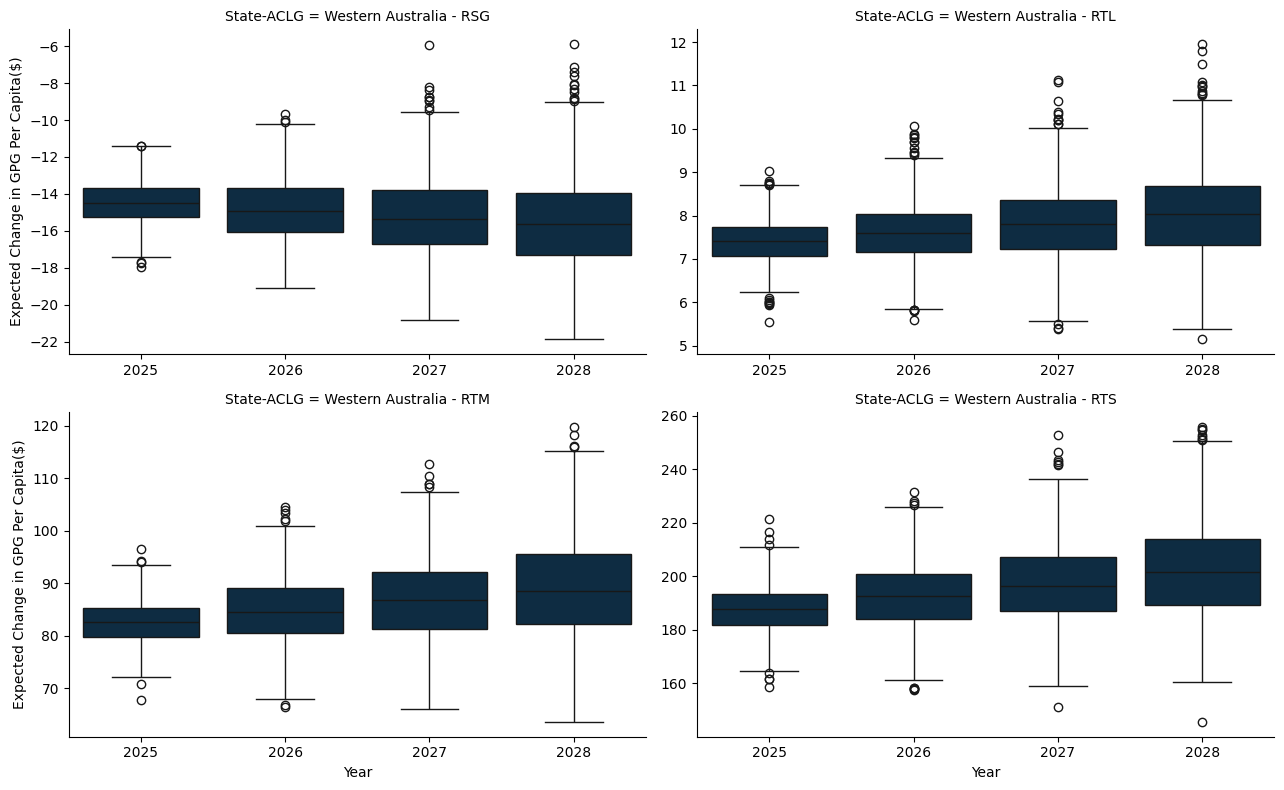 State-ACLG = Western Australia - RSG
Expected Change in GPG Per Capita($)
−6
−8
−10
−12
−14
−16
−18
−20
−22
2025 2026 2027 2028
State-ACLG = Western Australia - RTL
12
11
10
9
8
7
6
5
2025 2026 2027 2028
State-ACLG = Western Australia - RTM
Expected Change in GPG Per Capita($)
120
110
100
90
80
70
2025 2026 2027 2028
Year
State-ACLG = Western Australia - RTS
260
240
220
200
180
160
2025 2026 2027 2028
Year